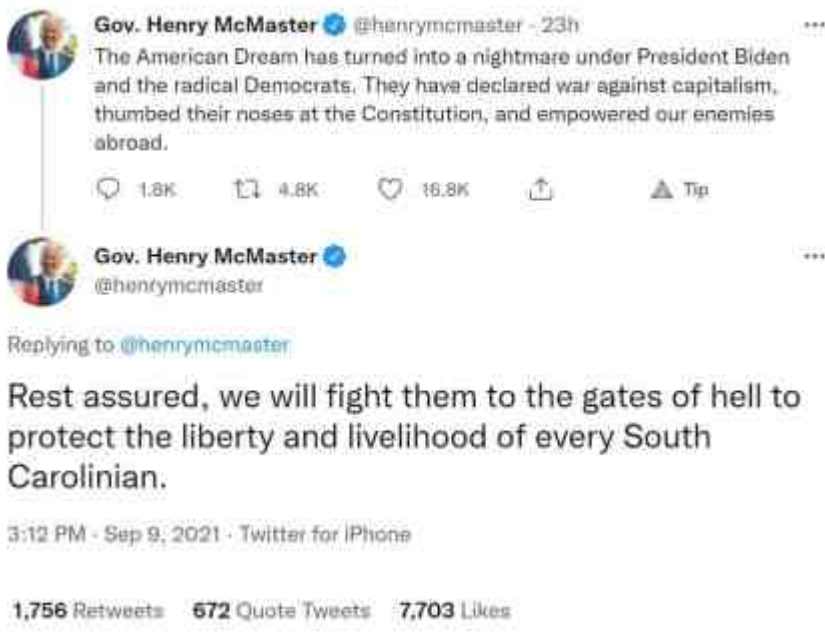 Gov. Henry McMaster @henrymcmaster · 23h
The American Dream has turned into a nightmare under President Biden
and the radical Democrats. They have declared war against capitalism,
thumbed their noses at the Constitution, and empowered our enemies
abroad.
1.8K 4.8K 16.8K Tip
Gov. Henry McMaster
@henrymcmaster
Replying to @henrymcmaster
Rest assured, we will fight them to the gates of hell to
protect the liberty and livelihood of every South
Carolinian.
3:12 PM · Sep 9, 2021 · Twitter for iPhone
1,756 Retweets 672 Quote Tweets 7,703 Likes